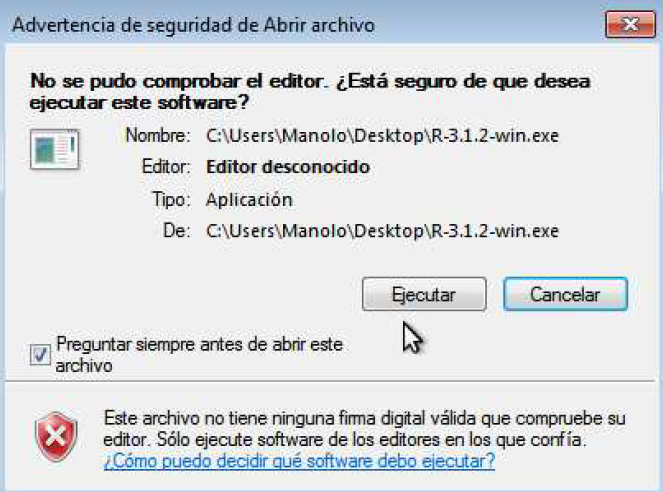 Advertencia de seguridad de Abrir archivo
No se pudo comprobar el editor. ¿Está seguro de que desea
ejecutar este software?
Nombre: C:\Users\Manolo\Desktop\R-3.1.2-win.exe
Editor: Editor desconocido
Tipo: Aplicación
De: C:\Users\Manolo\Desktop\R-3.1.2-win.exe
Ejecutar Cancelar
Preguntar siempre antes de abrir este
archivo
Este archivo no tiene ninguna firma digital válida que compruebe su
editor. Sólo ejecute software de los editores en los que confía.
¿Cómo puedo decidir qué software debo ejecutar?